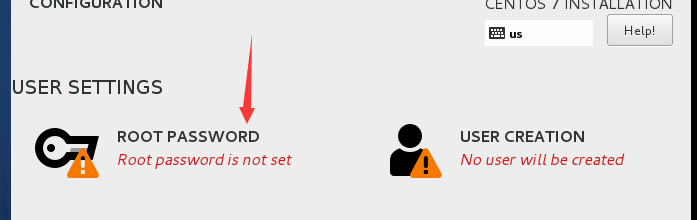 CONFIGURATION
CENTOS 7 INSTALLATION
us
Help!
USER SETTINGS
ROOT PASSWORD
Root password is not set
USER CREATION
No user will be created